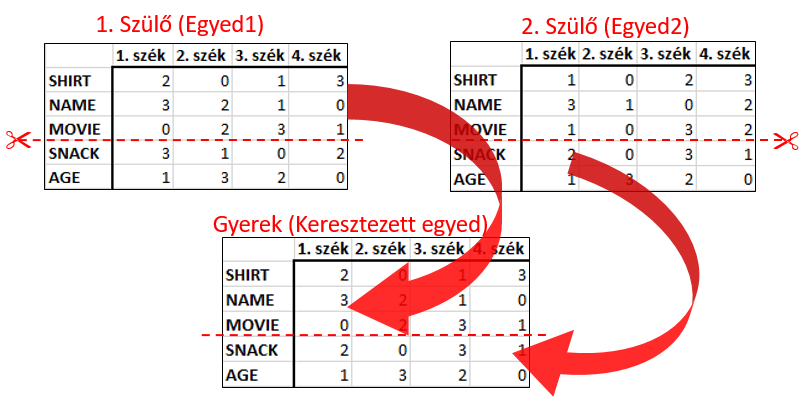 1. Szülő (Egyed1)
1. szék 2. szék 3. szék 4. szék
SHIRT 2 0 1 3
NAME 3 2 1 0
MOVIE 0 2 3 1
SNACK 3 1 0 2
AGE 1 3 2 0
2. Szülő (Egyed2)
1. szék 2. szék 3. szék 4. szék
SHIRT 1 0 2 3
NAME 3 1 0 2
MOVIE 1 0 3 2
SNACK 2 0 3 1
AGE 1 3 2 0
Gyerek (Keresztezett egyed)
1. szék 2. szék 3. szék 4. szék
SHIRT 2 0 1 3
NAME 3 2 1 0
MOVIE 0 2 3 1
SNACK 2 0 3 1
AGE 1 3 2 0